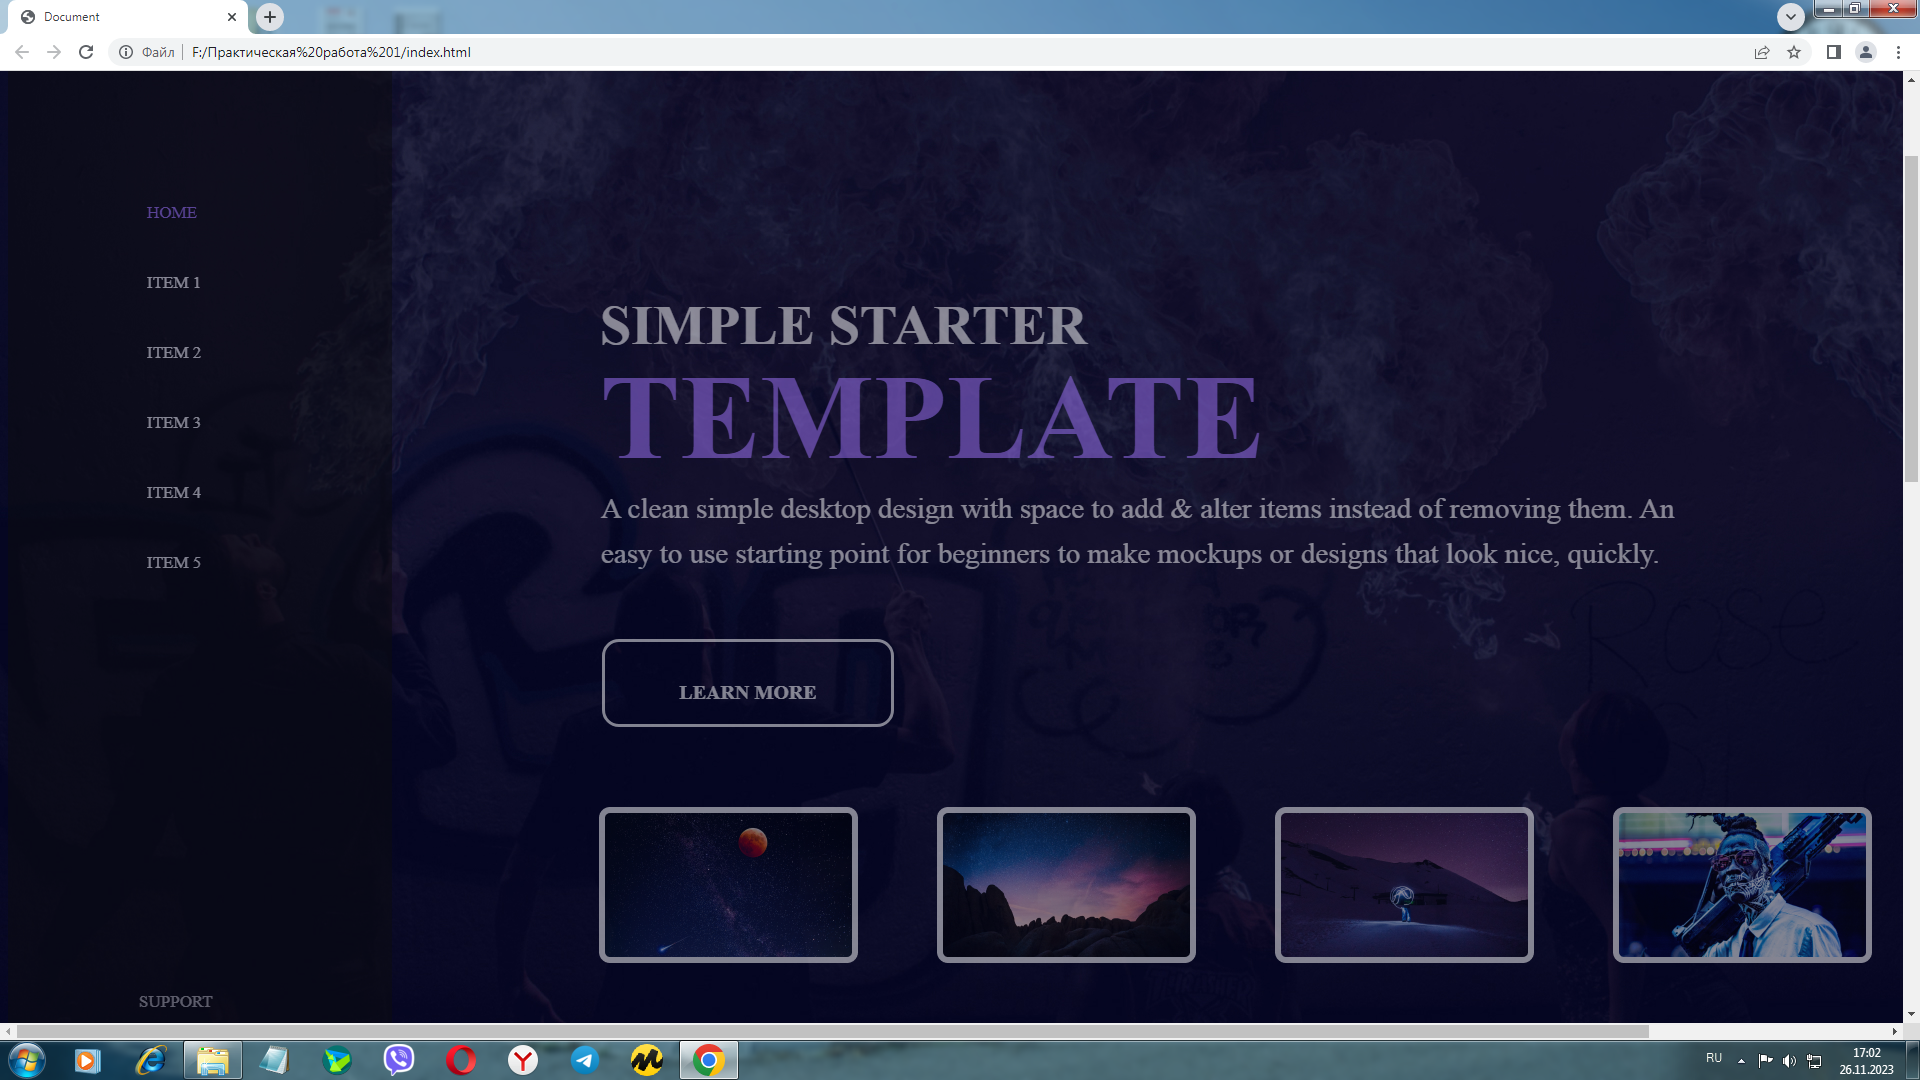 Document
Файл
F:/Практическая%20работа%201/index.html
HOME
ITEM 1
ITEM 2
ITEM 3
ITEM 4
ITEM 5
SUPPORT
SIMPLE STARTER
TEMPLATE
A clean simple desktop design with space to add & alter items instead of removing them. An
easy to use starting point for beginners to make mockups or designs that look nice, quickly.
LEARN MORE
ROSE
RU
17:02
26.11.2023